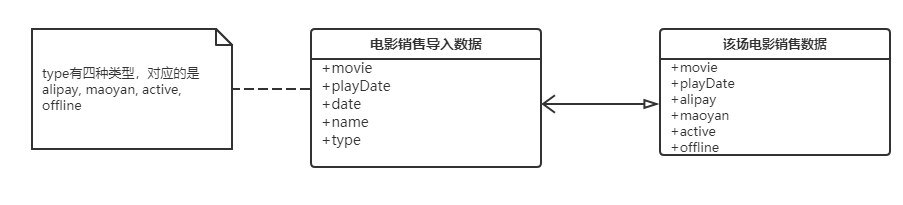 type有四种类型，对应的是
alipay, maoyan, active,
offline
电影销售导入数据
+movie
+playDate
+date
+name
+type
该场电影销售数据
+movie
+playDate
+alipay
+maoyan
+active
+offline